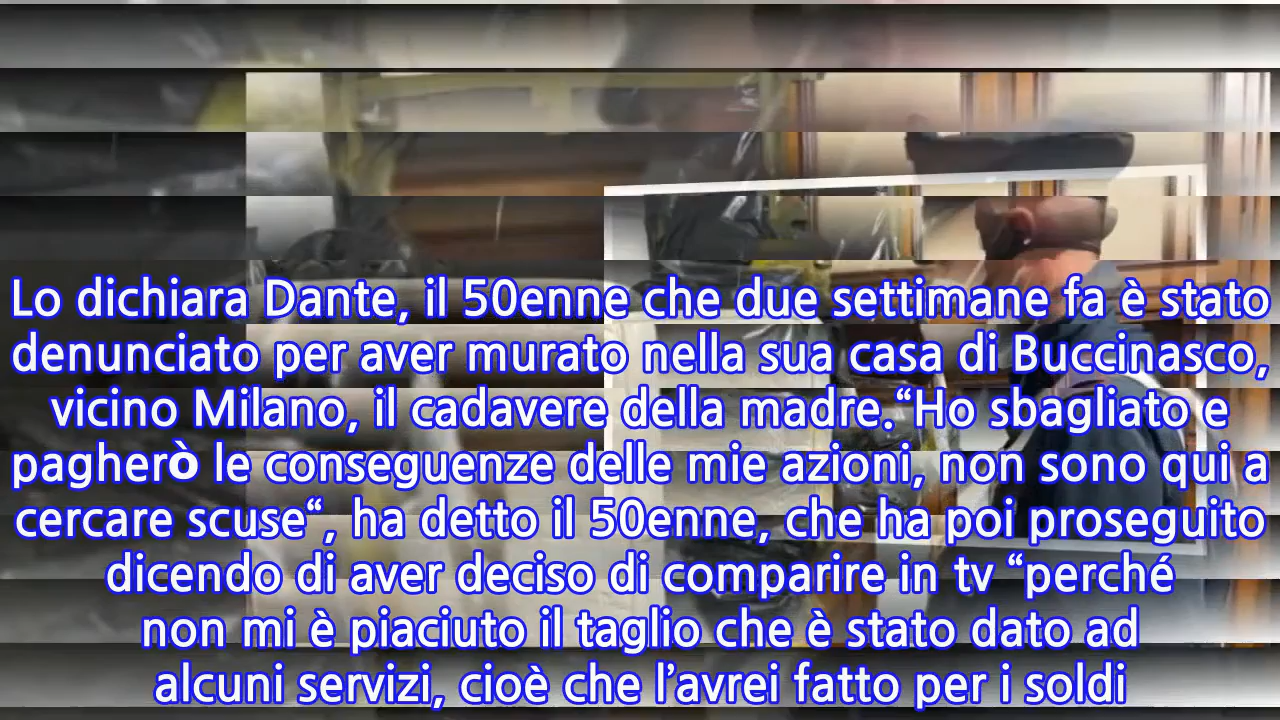 Lo dichiara Dante, il 50enne che due settimane fa è stato
denunciato per aver murato nella sua casa di Buccinasco,
vicino Milano, il cadavere della madre.“Ho sbagliato e
pagherò le conseguenze delle mie azioni, non sono qui a
cercare scuse“, ha detto il 50enne, che ha poi proseguito
dicendo di aver deciso di comparire in tv “perché
non mi è piaciuto il taglio che è stato dato ad
alcuni servizi, cioè che l’avrei fatto per i soldi